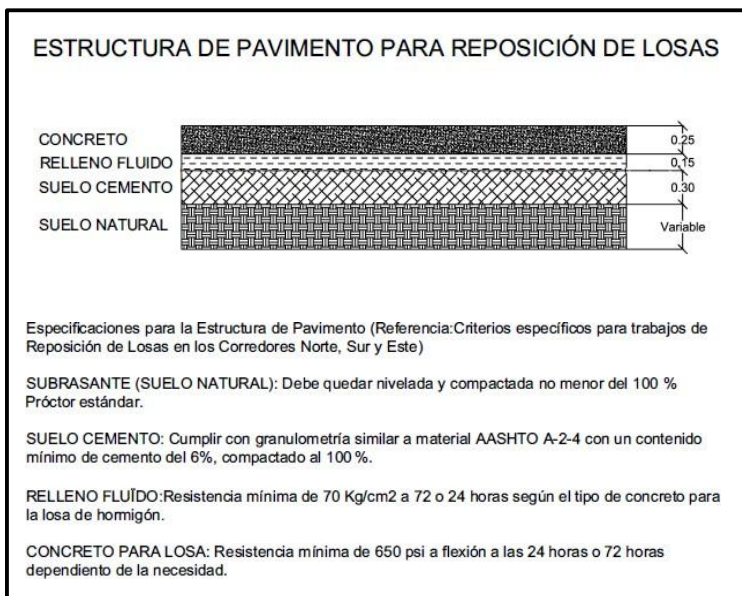 ESTRUCTURA DE PAVIMENTO PARA REPOSICIÓN DE LOSAS
CONCRETO 0.25
RELLENO FLUIDO 0.15
SUELO CEMENTO 0.30
SUELO NATURAL Variable
Especificaciones para la Estructura de Pavimento (Referencia:Criterios específicos para trabajos de
Reposición de Losas en los Corredores Norte, Sur y Este)
SUBRASANTE (SUELO NATURAL): Debe quedar nivelada y compactada no menor del 100 %
Próctor estándar.
SUELO CEMENTO: Cumplir con granulometría similar a material AASHTO A-2-4 con un contenido
mínimo de cemento del 6%, compactado al 100 %.
RELLENO FLUÏDO:Resistencia mínima de 70 Kg/cm2 a 72 o 24 horas según el tipo de concreto para
la losa de hormigón.
CONCRETO PARA LOSA: Resistencia mínima de 650 psi a flexión a las 24 horas o 72 horas
dependiento de la necesidad.